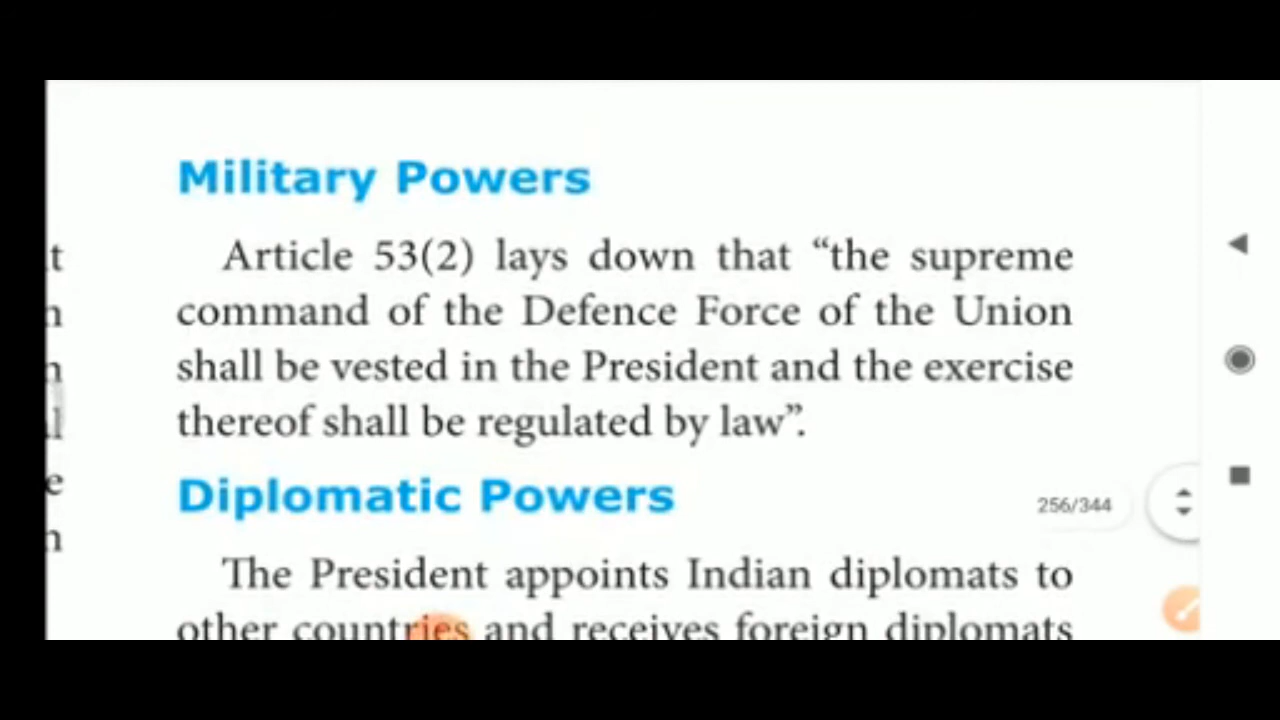 Military Powers
Article 53(2) lays down that “the supreme
command of the Defence Force of the Union
shall be vested in the President and the exercise
thereof shall be regulated by law”.
Diplomatic Powers
256/344
The President appoints Indian diplomats to
other countries and receives foreign diplomats